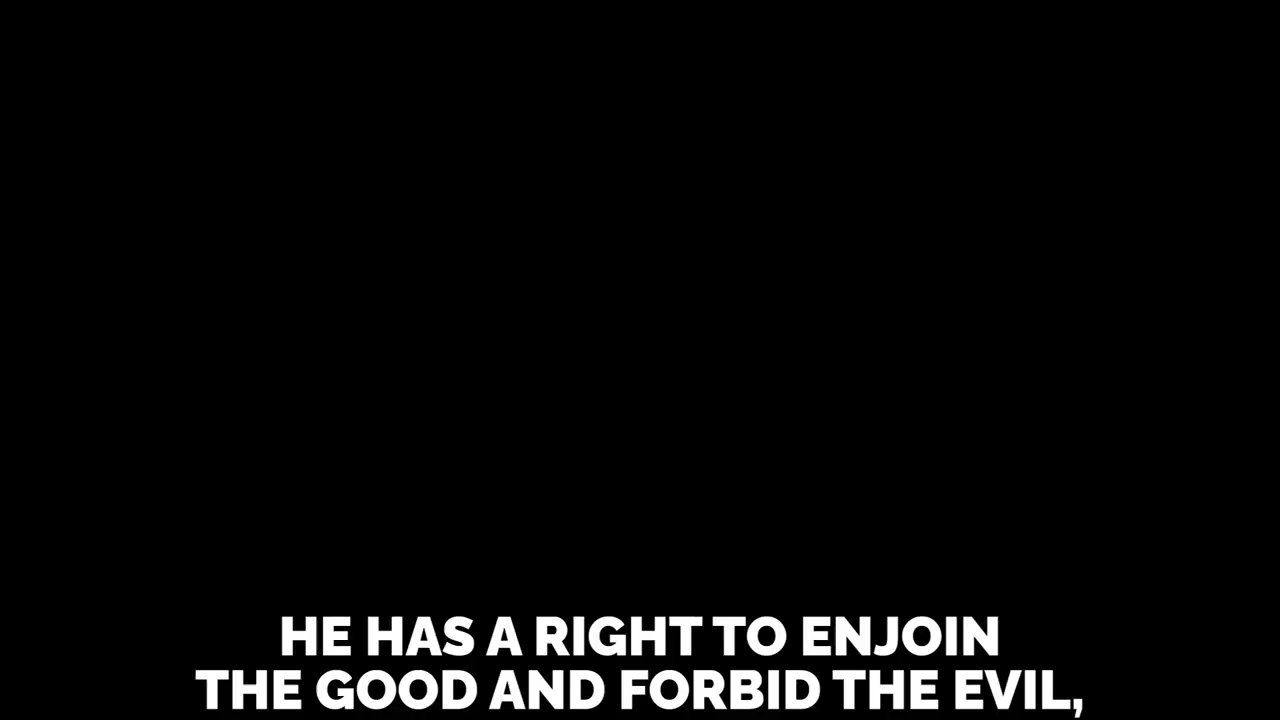 HE HAS A RIGHT TO ENJOIN
THE GOOD AND FORBID THE EVIL,